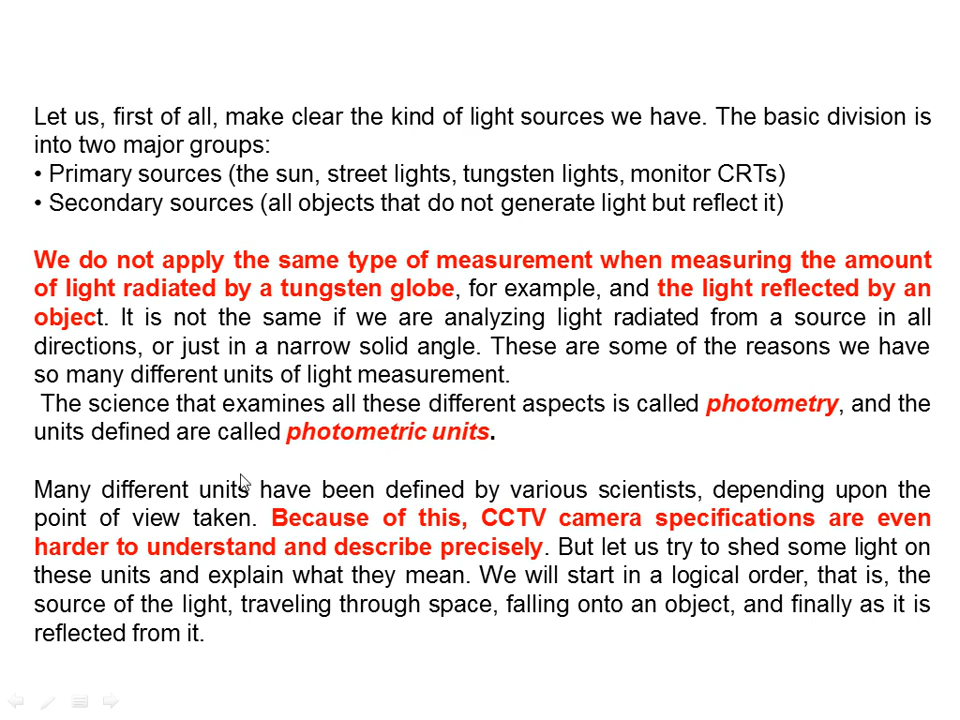 Let us, first of all, make clear the kind of light sources we have. The basic division is
into two major groups:
• Primary sources (the sun, street lights, tungsten lights, monitor CRTs)
• Secondary sources (all objects that do not generate light but reflect it)
We do not apply the same type of measurement when measuring the amount
of light radiated by a tungsten globe, for example, and the light reflected by an
object. It is not the same if we are analyzing light radiated from a source in all
directions, or just in a narrow solid angle. These are some of the reasons we have
so many different units of light measurement.
The science that examines all these different aspects is called photometry, and the
units defined are called photometric units.
Many different units have been defined by various scientists, depending upon the
point of view taken. Because of this, CCTV camera specifications are even
harder to understand and describe precisely. But let us try to shed some light on
these units and explain what they mean. We will start in a logical order, that is, the
source of the light, traveling through space, falling onto an object, and finally as it is
reflected from it.